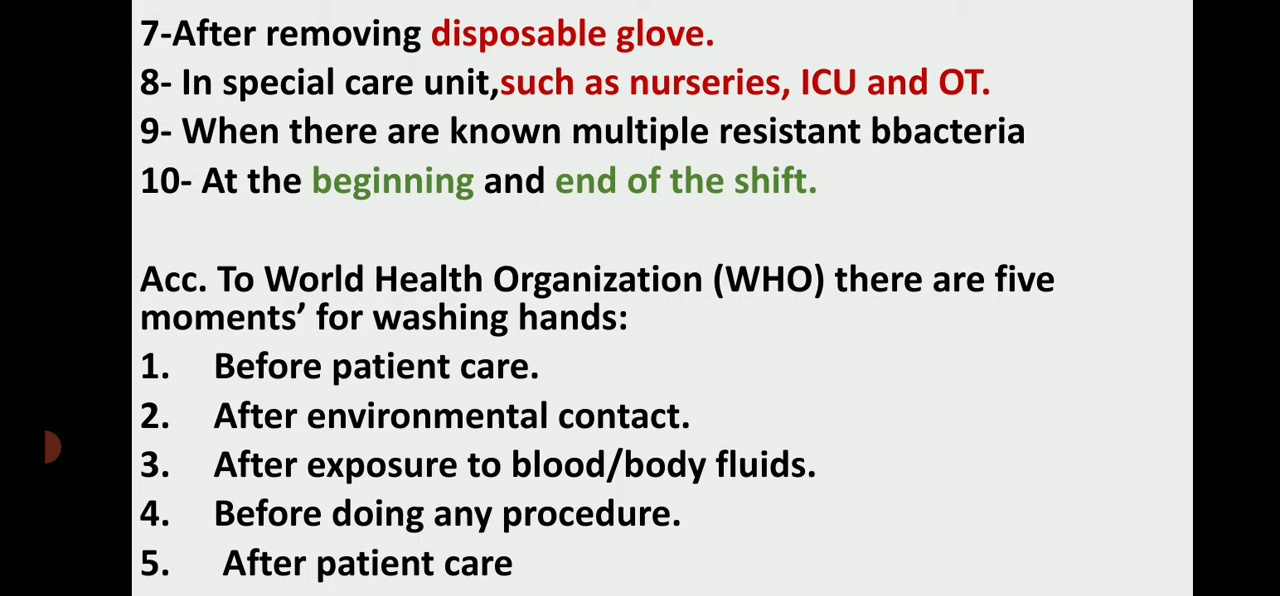 7-After removing disposable glove.
8- In special care unit,such as nurseries, ICU and OT.
9- When there are known multiple resistant bbacteria
10- At the beginning and end of the shift.
Acc. To World Health Organization (WHO) there are five
moments’ for washing hands:
1. Before patient care.
2. After environmental contact.
3. After exposure to blood/body fluids.
4. Before doing any procedure.
5. After patient care